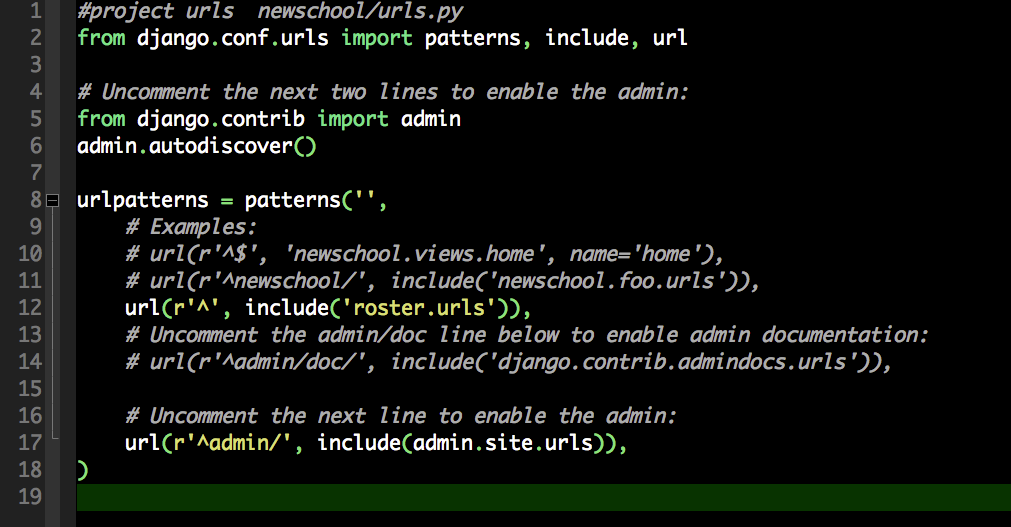 1 #project urls  newschool/urls.py
2 from django.conf.urls import patterns, include, url
3
4 # Uncomment the next two lines to enable the admin:
5 from django.contrib import admin
6 admin.autodiscover()
7
8 urlpatterns = patterns('',
9     # Examples:
10     # url(r'^$', 'newschool.views.home', name='home'),
11     # url(r'^newschool/', include('newschool.foo.urls')),
12     url(r'^', include('roster.urls')),
13     # Uncomment the admin/doc line below to enable admin documentation:
14     # url(r'^admin/doc/', include('django.contrib.admindocs.urls')),
15
16     # Uncomment the next line to enable the admin:
17     url(r'^admin/', include(admin.site.urls)),
18 )
19